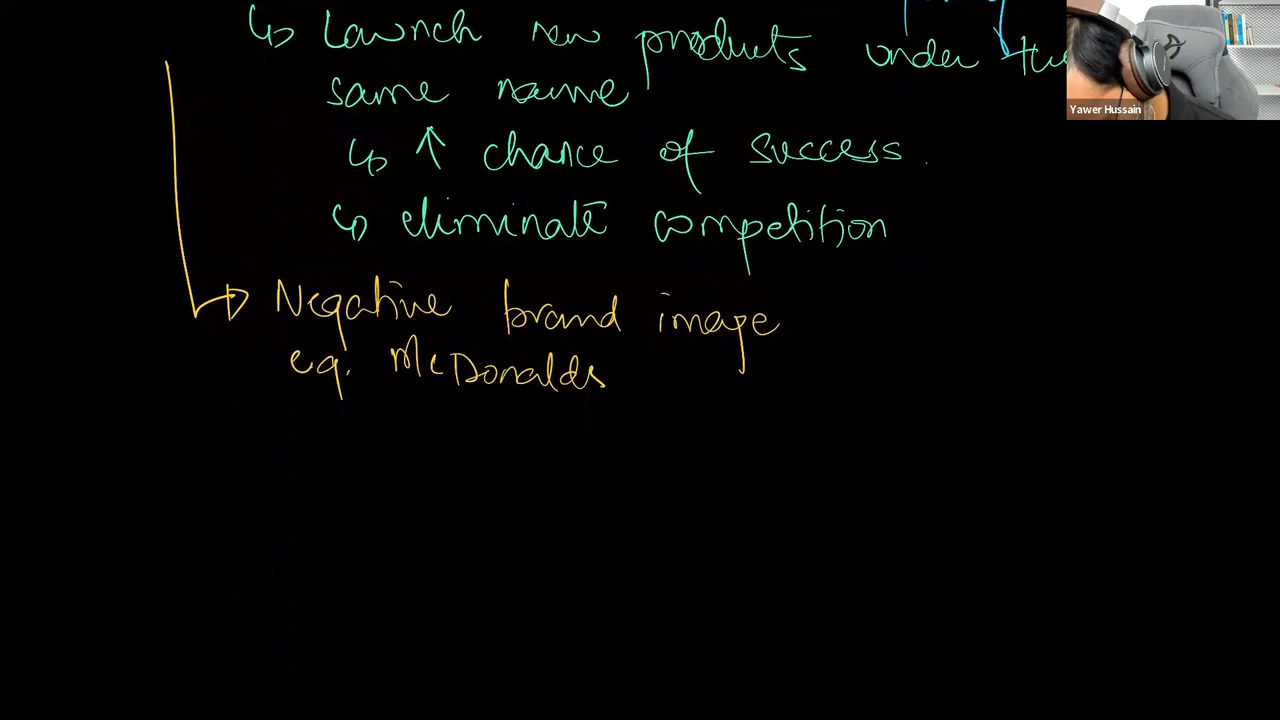 ↳ Launch new products under the
same name
↳ ↑ chance of success
↳ eliminate competition
→ Negative brand image
eg. McDonalds
Yawer Hussain